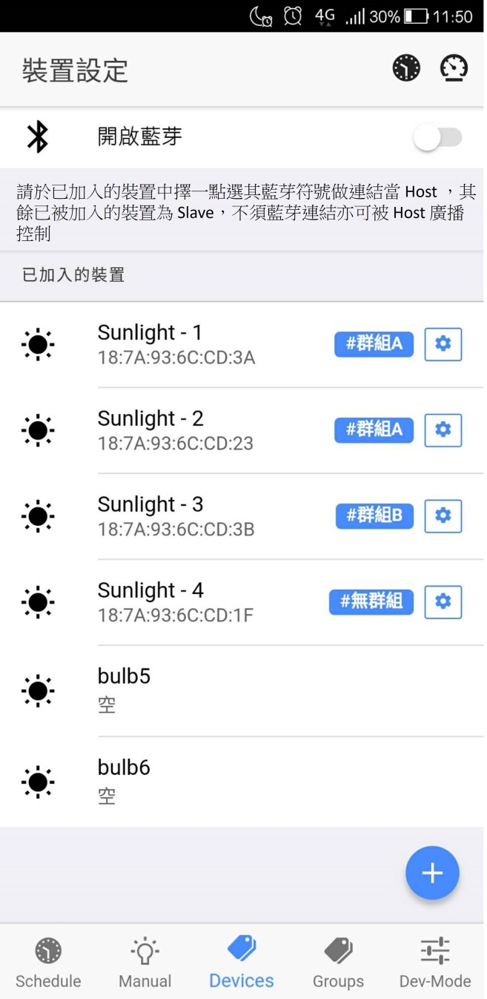 4G 30% 11:50
裝置設定
開啟藍芽
請於已加入的裝置中擇一點選其藍芽符號做連結當 Host ，其
餘已被加入的裝置為 Slave，不須藍芽連結亦可被 Host 廣播
控制
已加入的裝置
Sunlight - 1
#群組A
18:7A:93:6C:CD:3A
Sunlight - 2
#群組A
18:7A:93:6C:CD:23
Sunlight - 3
#群組B
18:7A:93:6C:CD:3B
Sunlight - 4
#無群組
18:7A:93:6C:CD:1F
bulb5
空
bulb6
空
Schedule Manual Devices Groups Dev-Mode